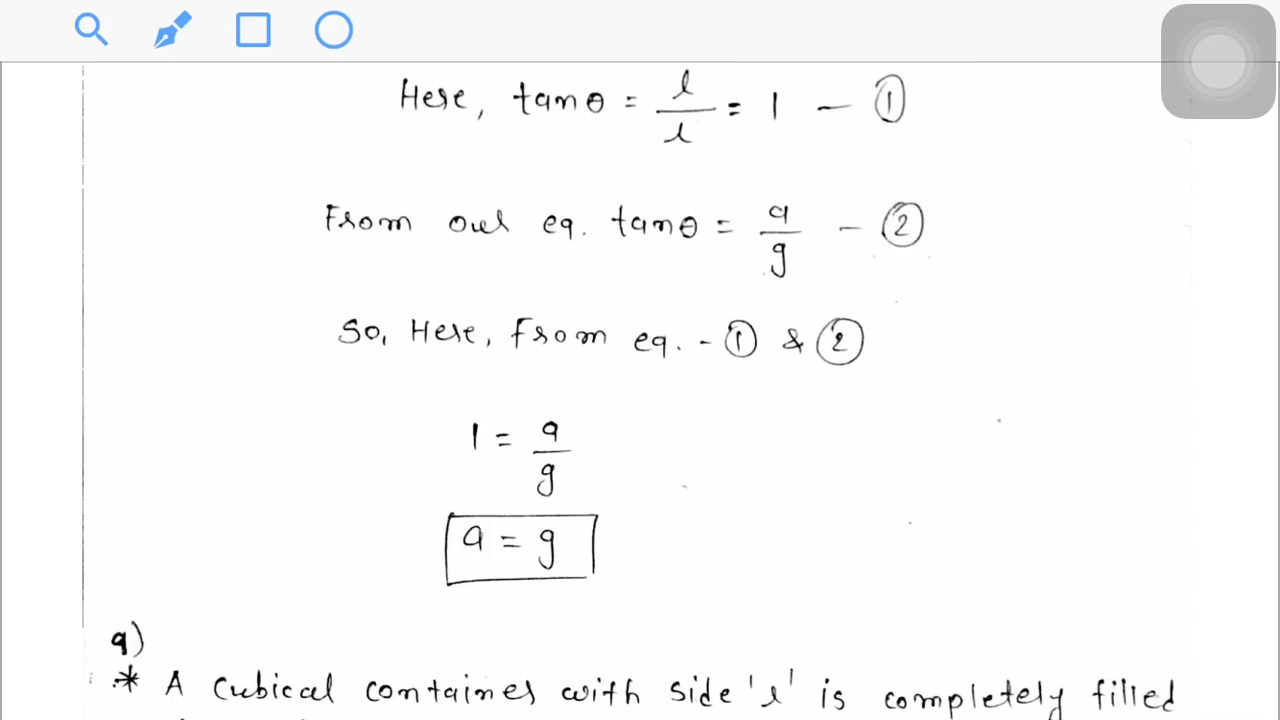 Here, tanθ = l/l = 1 — ①
From our eq. tanθ = a/g — ②
So, Here, From eq. - ① & ②
1 = a/g
a = g
q)
* A cubical container with side 'l' is completely filled